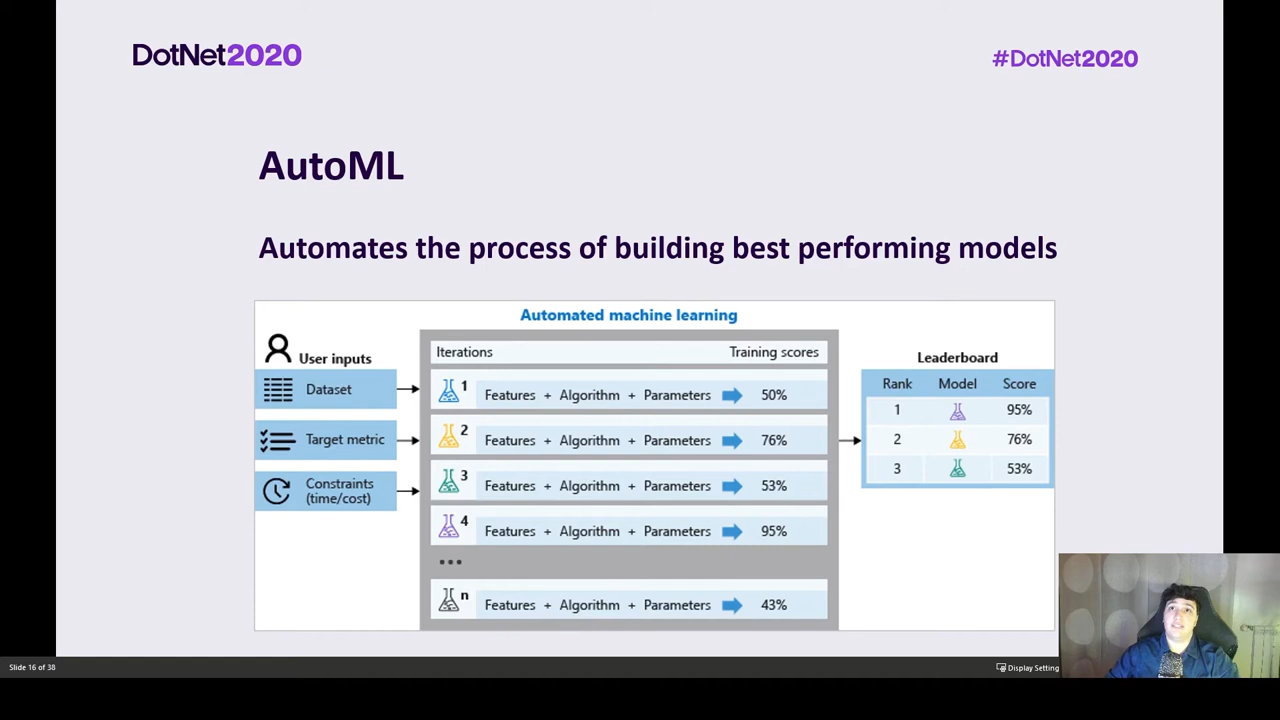 DotNet2020
#DotNet2020
AutoML
Automates the process of building best performing models
Automated machine learning
User inputs
Dataset
Target metric
Constraints
(time/cost)
Iterations Training scores
1 Features + Algorithm + Parameters 50%
2 Features + Algorithm + Parameters 76%
3 Features + Algorithm + Parameters 53%
4 Features + Algorithm + Parameters 95%
...
n Features + Algorithm + Parameters 43%
Leaderboard
Rank Model Score
1 95%
2 76%
3 53%
Slide 16 of 38
Display Setting